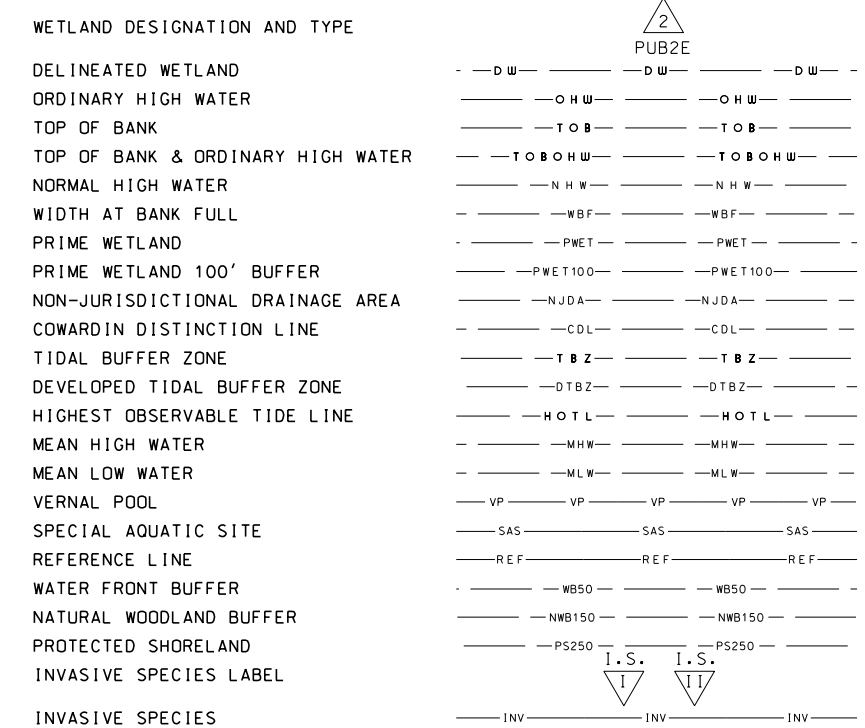 2
WETLAND DESIGNATION AND TYPE
PUB2E
DELINEATED WETLAND DW DW DW
ORDINARY HIGH WATER OHW OHW
TOP OF BANK TOB TOB
TOP OF BANK & ORDINARY HIGH WATER TOBOHW TOBOHW
NORMAL HIGH WATER NHW NHW
WIDTH AT BANK FULL WBF WBF
PRIME WETLAND PWET PWET
PRIME WETLAND 100' BUFFER PWET100 PWET100
NON-JURISDICTIONAL DRAINAGE AREA NJDA NJDA
COWARDIN DISTINCTION LINE CDL CDL
TIDAL BUFFER ZONE TBZ TBZ
DEVELOPED TIDAL BUFFER ZONE DTBZ DTBZ
HIGHEST OBSERVABLE TIDE LINE HOTL HOTL
MEAN HIGH WATER MHW MHW
MEAN LOW WATER MLW MLW
VERNAL POOL VP VP VP VP VP
SPECIAL AQUATIC SITE SAS SAS SAS
REFERENCE LINE REF REF REF
WATER FRONT BUFFER WB50 WB50
NATURAL WOODLAND BUFFER NWB150 NWB150
PROTECTED SHORELAND PS250 PS250
I.S. I.S.
INVASIVE SPECIES LABEL I II
INVASIVE SPECIES INV INV INV